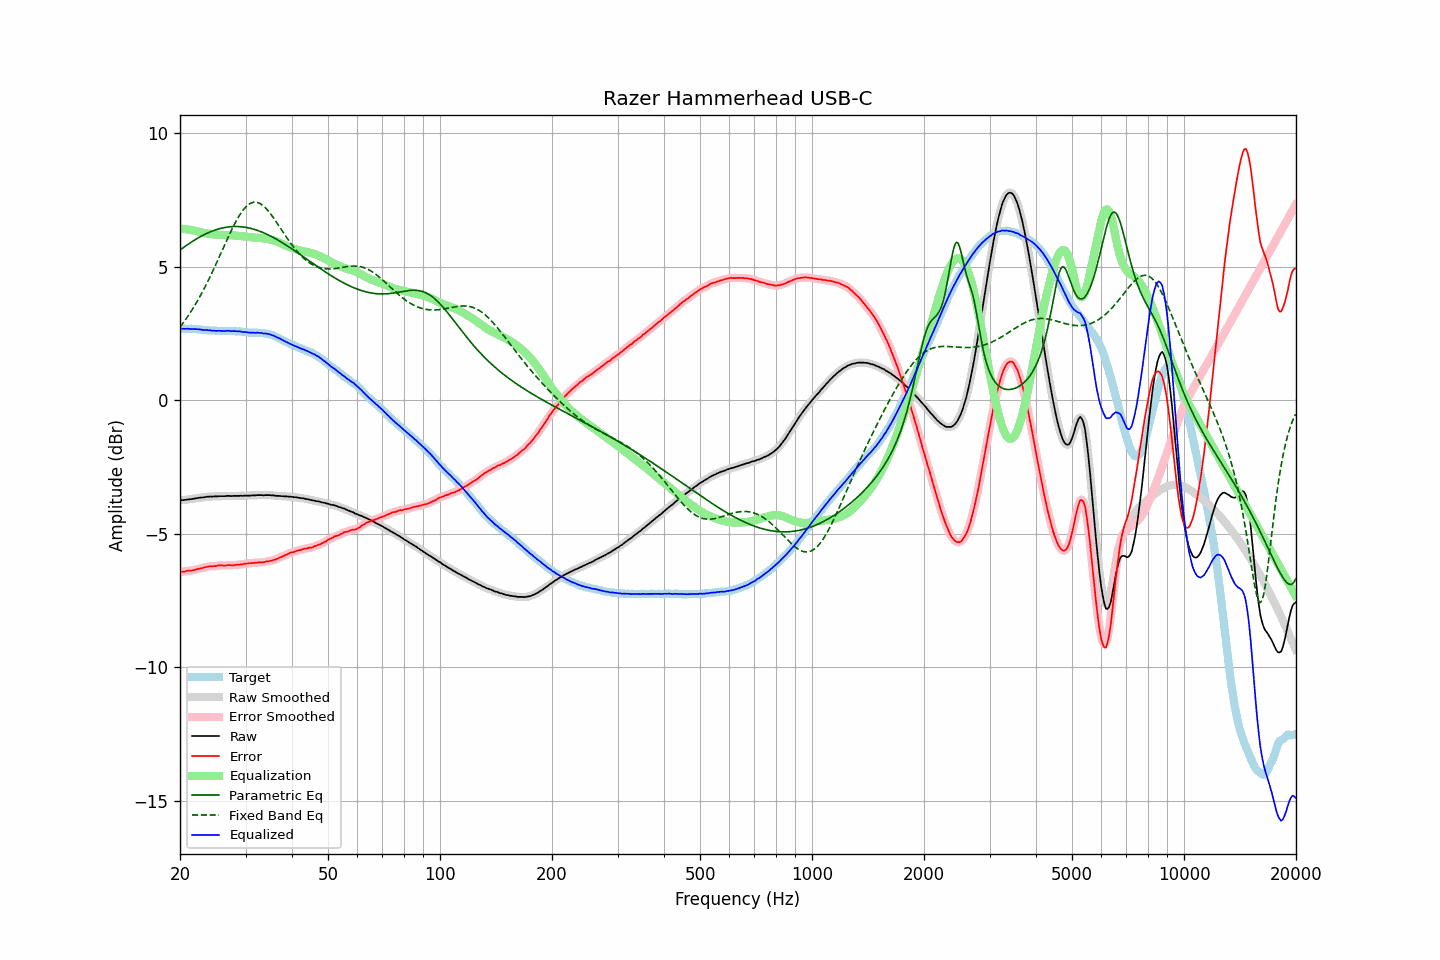 Razer Hammerhead USB-C
Amplitude (dBr)
10
5
0
−5
−10
−15
Target
Raw Smoothed
Error Smoothed
Raw
Error
Equalization
Parametric Eq
Fixed Band Eq
Equalized
20 50 100 200 500 1000 2000 5000 10000 20000
Frequency (Hz)